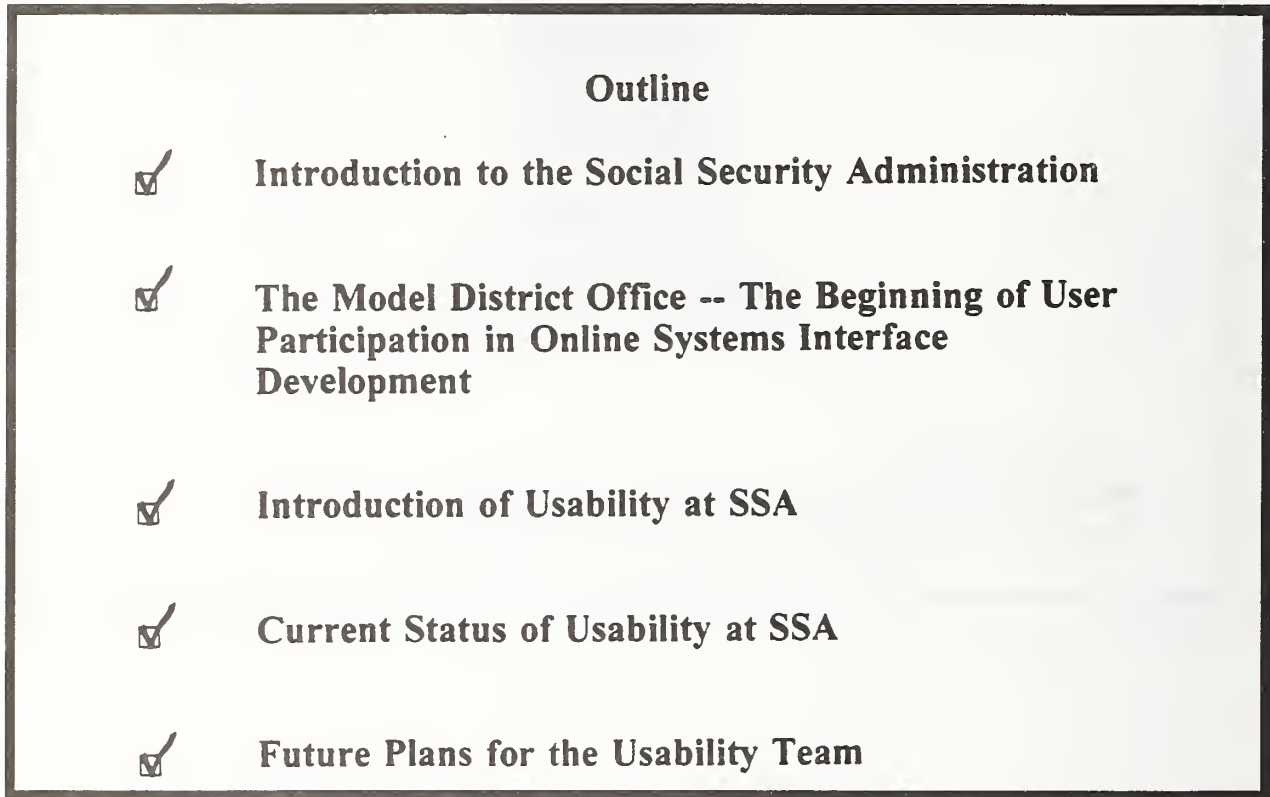 Outline
Introduction to the Social Security Administration
The Model District Office -- The Beginning of User
Participation in Online Systems Interface
Development
Introduction of Usability at SSA
Current Status of Usability at SSA
Future Plans for the Usability Team